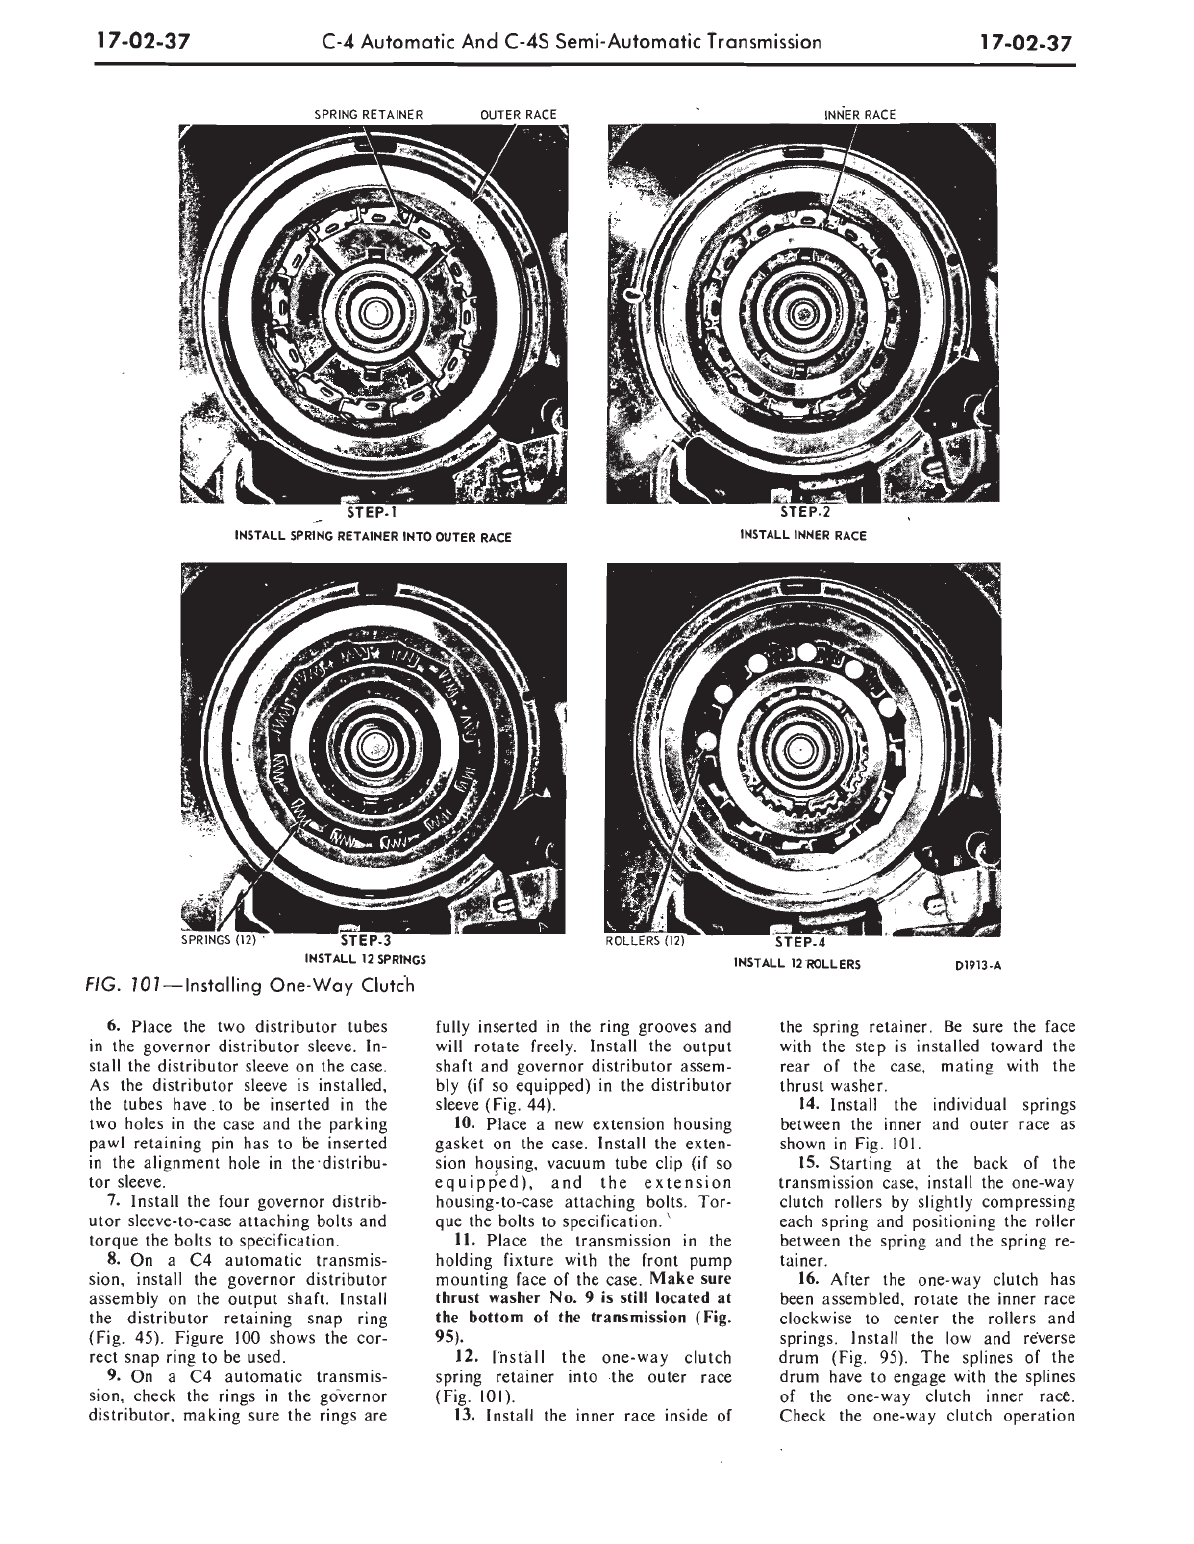 17-02-37 C-4 Automatic And C-4S Semi-Automatic Transmission 17-02-37
SPRING RETAINER OUTER RACE INNER RACE
STEP-1
INSTALL SPRING RETAINER INTO OUTER RACE
STEP-2
INSTALL INNER RACE
SPRINGS (12)
STEP-3
INSTALL 12 SPRINGS
ROLLERS (12)
STEP-4
INSTALL 12 ROLLERS
D1913-A
FIG. 101—Installing One-Way Clutch
6. Place the two distributor tubes
in the governor distributor sleeve. In-
stall the distributor sleeve on the case.
As the distributor sleeve is installed,
the tubes have to be inserted in the
two holes in the case and the parking
pawl retaining pin has to be inserted
in the alignment hole in the distribu-
tor sleeve.
7. Install the four governor distrib-
utor sleeve-to-case attaching bolts and
torque the bolts to specification.
8. On a C4 automatic transmis-
sion, install the governor distributor
assembly on the output shaft. Install
the distributor retaining snap ring
(Fig. 45). Figure 100 shows the cor-
rect snap ring to be used.
9. On a C4 automatic transmis-
sion, check the rings in the governor
distributor, making sure the rings are
fully inserted in the ring grooves and
will rotate freely. Install the output
shaft and governor distributor assem-
bly (if so equipped) in the distributor
sleeve (Fig. 44).
10. Place a new extension housing
gasket on the case. Install the exten-
sion housing, vacuum tube clip (if so
equipped), and the extension
housing-to-case attaching bolts. Tor-
que the bolts to specification.
11. Place the transmission in the
holding fixture with the front pump
mounting face of the case. Make sure
thrust washer No. 9 is still located at
the bottom of the transmission (Fig.
95).
12. Install the one-way clutch
spring retainer into the outer race
(Fig. 101).
13. Install the inner race inside of
the spring retainer. Be sure the face
with the step is installed toward the
rear of the case, mating with the
thrust washer.
14. Install the individual springs
between the inner and outer race as
shown in Fig. 101.
15. Starting at the back of the
transmission case, install the one-way
clutch rollers by slightly compressing
each spring and positioning the roller
between the spring and the spring re-
tainer.
16. After the one-way clutch has
been assembled, rotate the inner race
clockwise to center the rollers and
springs. Install the low and reverse
drum (Fig. 95). The splines of the
drum have to engage with the splines
of the one-way clutch inner race.
Check the one-way clutch operation